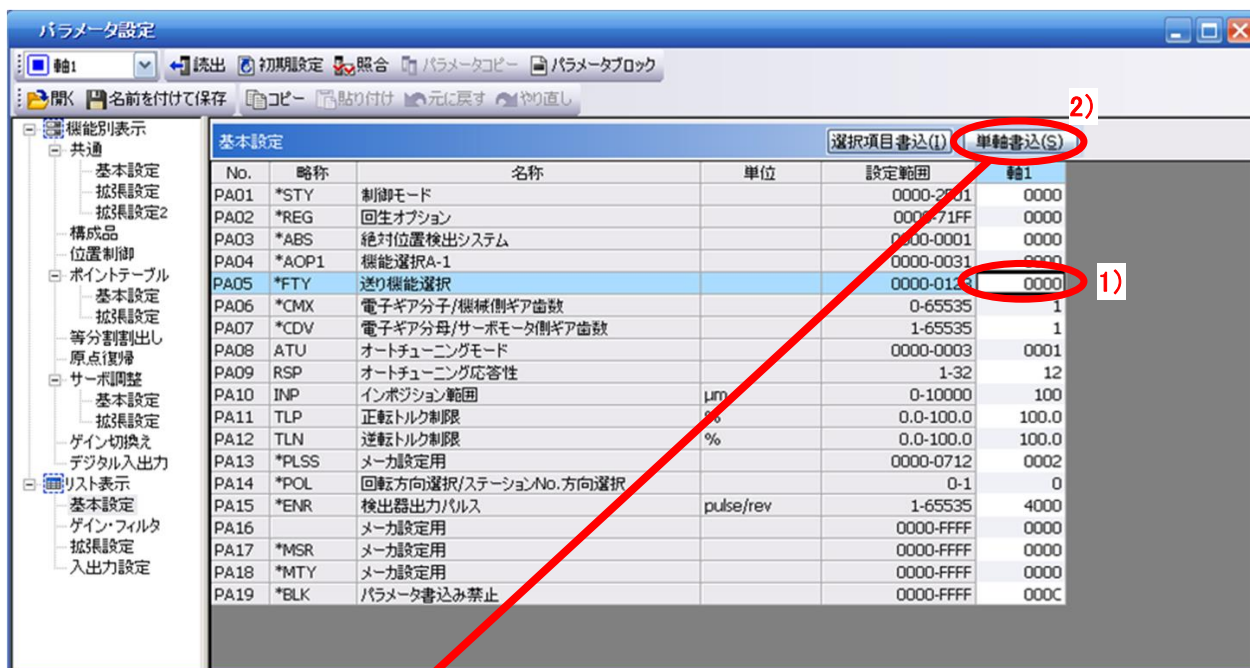 パラメータ設定
軸1 読出 初期設定 照合 パラメータコピー パラメータブロック
開く 名前を付けて保存 コピー 貼り付け 元に戻す やり直し
2)
機能別表示
共通
基本設定
拡張設定
拡張設定2
構成品
位置制御
ポイントテーブル
基本設定
拡張設定
等分割割出し
原点復帰
サーボ調整
基本設定
拡張設定
ゲイン切換え
デジタル入出力
リスト表示
基本設定
ゲイン・フィルタ
拡張設定
入出力設定
基本設定 選択項目書込(I) 単軸書込(S)
No. 略称 名称 単位 設定範囲 軸1
PA01 *STY 制御モード 0000
PA02 *REG 回生オプション 0000-71FF 0000
PA03 *ABS 絶対位置検出システム 0000-0001 0000
PA04 *AOP1 機能選択A-1 0000-0031 0000
PA05 *FTY 送り機能選択 0000
1)
PA06 *CMX 電子ギア分子/機械側ギア歯数 0-65535 1
PA07 *CDV 電子ギア分母/サーボモータ側ギア歯数 1-65535 1
PA08 ATU オートチューニングモード 0000-0003 0001
PA09 RSP オートチューニング応答性 1-32 12
PA10 INP インポジション範囲 μm 0-10000 100
PA11 TLP 正転トルク制限 % 0.0-100.0 100.0
PA12 TLN 逆転トルク制限 % 0.0-100.0 100.0
PA13 *PLSS メーカ設定用 0000-0712 0002
PA14 *POL 回転方向選択/ステーションNo.方向選択 0-1 0
PA15 *ENR 検出器出力パルス pulse/rev 1-65535 4000
PA16 メーカ設定用 0000-FFFF 0000
PA17 *MSR メーカ設定用 0000-FFFF 0000
PA18 *MTY メーカ設定用 0000-FFFF 0000
PA19 *BLK パラメータ書込み禁止 0000-FFFF 000C